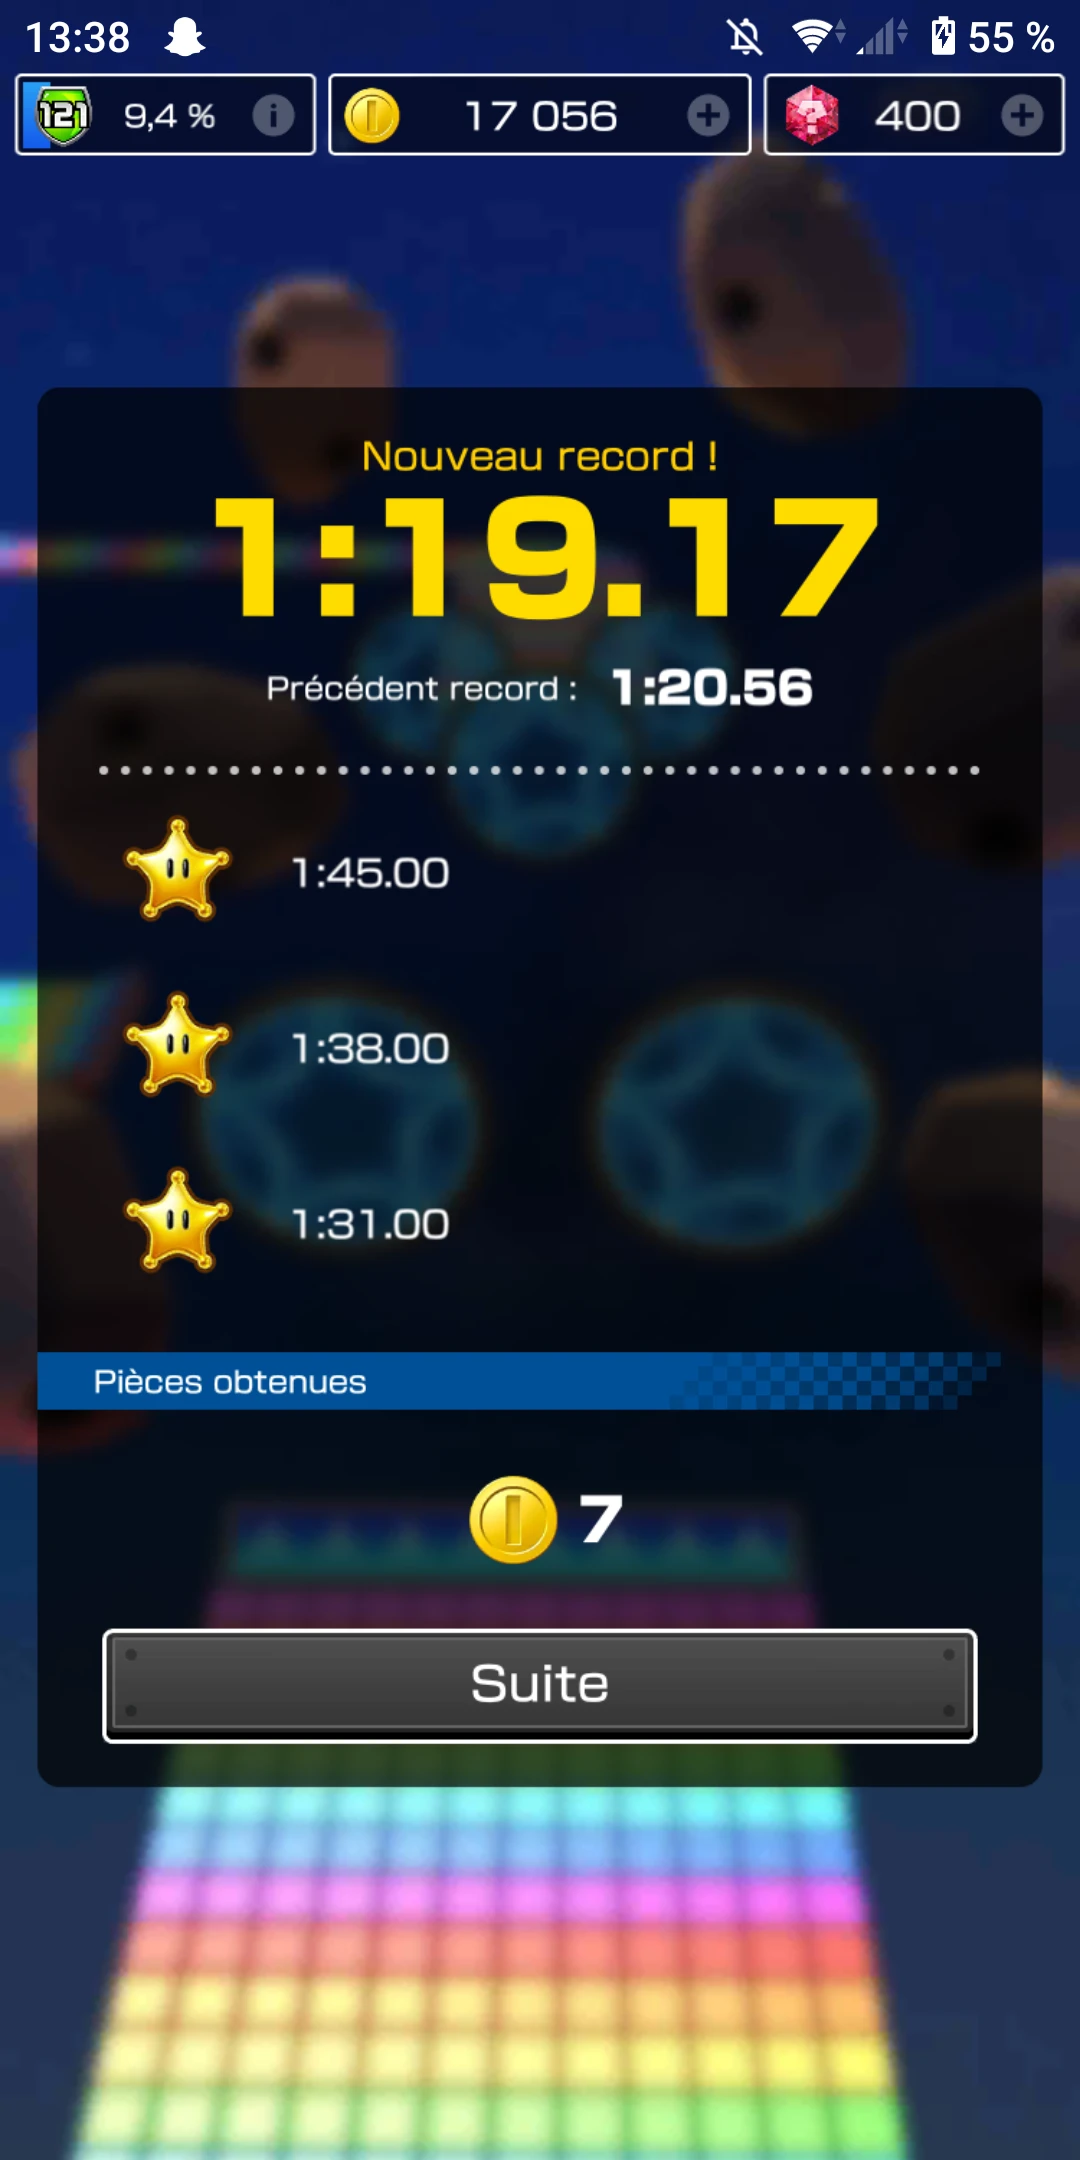 13:38 55 %
121 9,4 % i 17 056 + ? 400 +
Nouveau record !
1:19.17
Précédent record : 1:20.56
1:45.00
1:38.00
1:31.00
Pièces obtenues
7
Suite